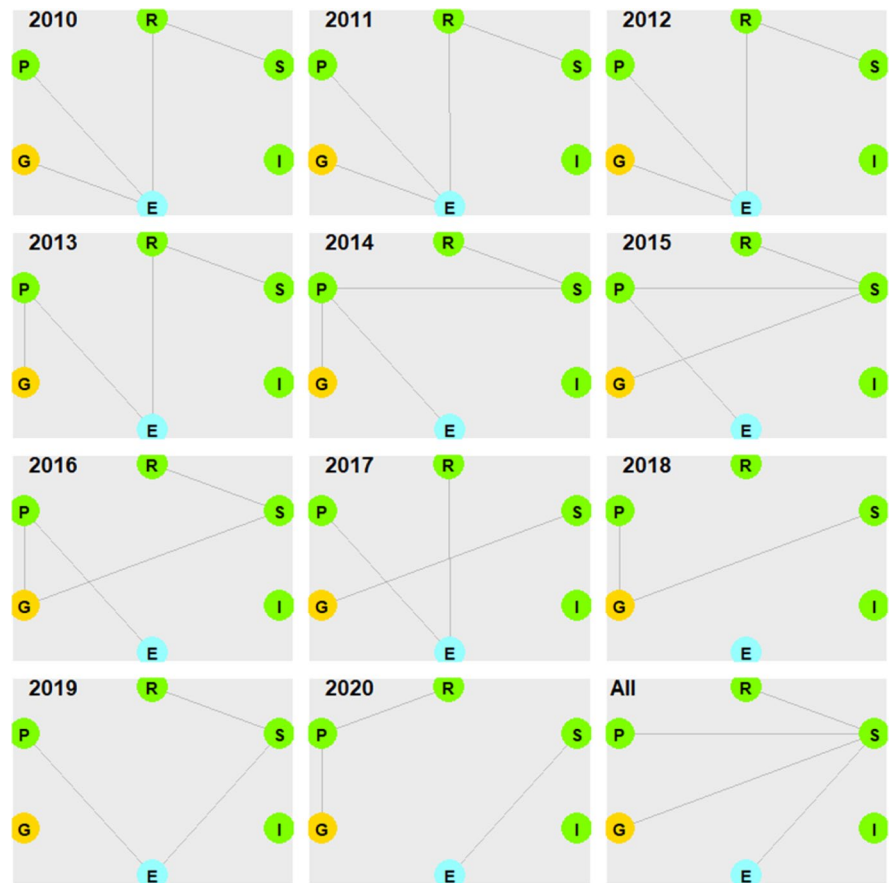 2010 R
P S
G I
E
2011 R
P S
G I
E
2012 R
P S
G I
E
2013 R
P S
G I
E
2014 R
P S
G I
E
2015 R
P S
G I
E
2016 R
P S
G I
E
2017 R
P S
G I
E
2018 R
P S
G I
E
2019 R
P S
G I
E
2020 R
P S
G I
E
All R
P S
G I
E